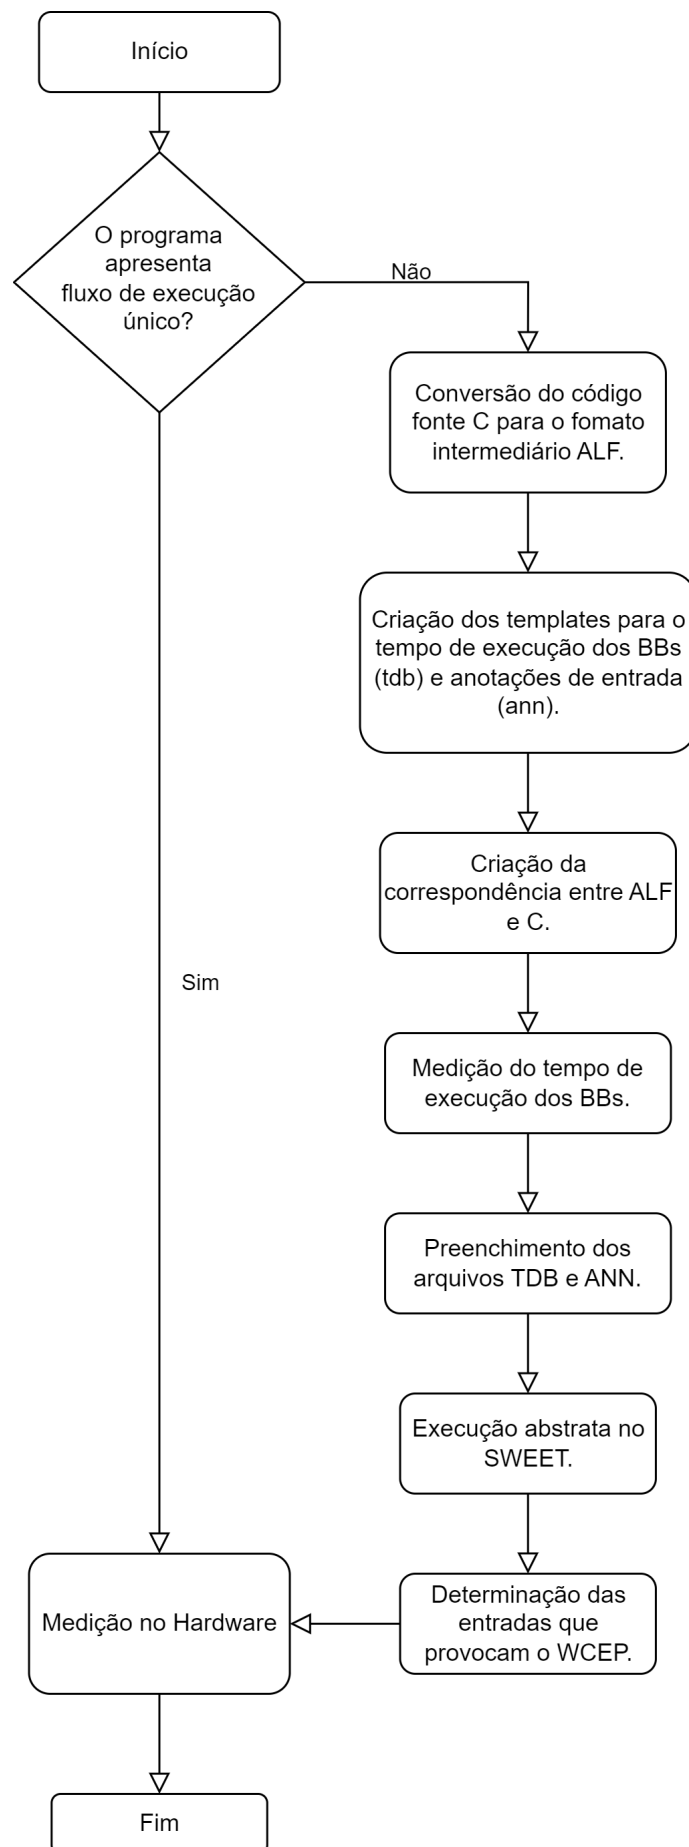 Início
O programa
apresenta
fluxo de execução
único?
Não
Conversão do código
fonte C para o fomato
intermediário ALF.
Criação dos templates para o
tempo de execução dos BBs
(tdb) e anotações de entrada
(ann).
Criação da
correspondência entre ALF
e C.
Sim
Medição do tempo de
execução dos BBs.
Preenchimento dos
arquivos TDB e ANN.
Execução abstrata no
SWEET.
Determinação das
entradas que
provocam o WCEP.
Medição no Hardware
Fim